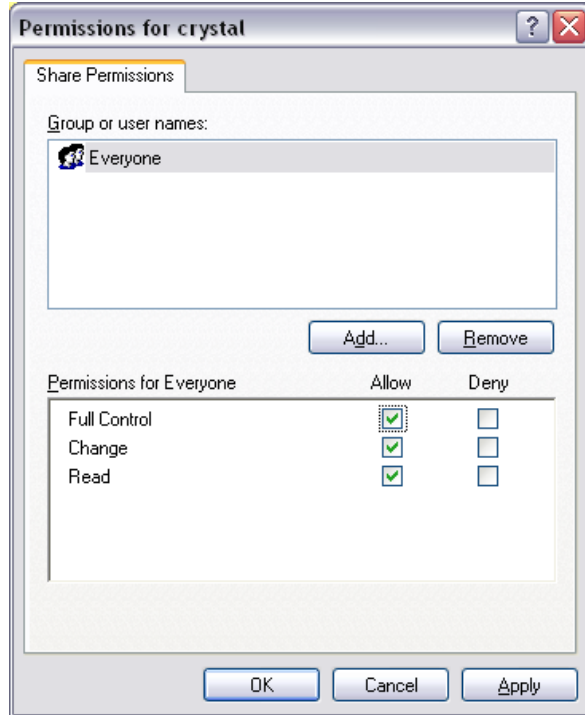 Permissions for crystal
Share Permissions
Group or user names:
Everyone
Add... Remove
Permissions for Everyone Allow Deny
Full Control
Change
Read
OK Cancel Apply